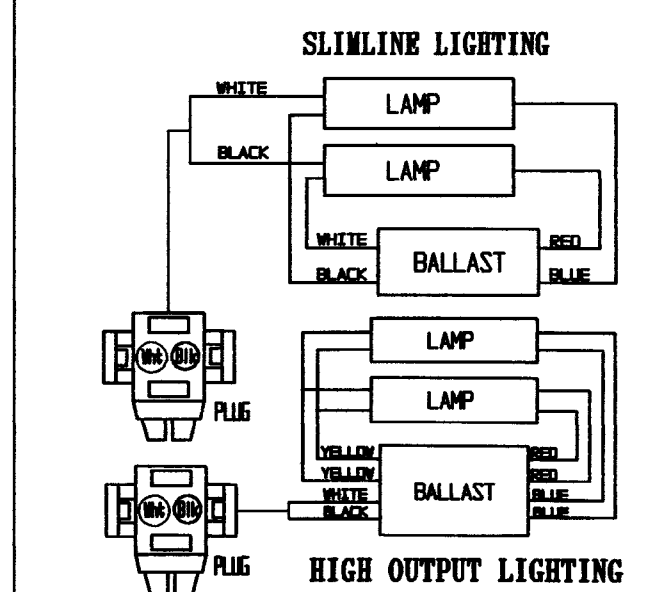 SLIMLINE LIGHTING
WHITE
LAMP
BLACK
LAMP
WHITE
BALLAST
RED
BLACK
BLUE
Wht Blk
PLUG
LAMP
LAMP
YELLOW
RED
YELLOW
RED
WHITE
BALLAST
BLUE
BLACK
BLUE
Wht Blk
PLUG
HIGH OUTPUT LIGHTING